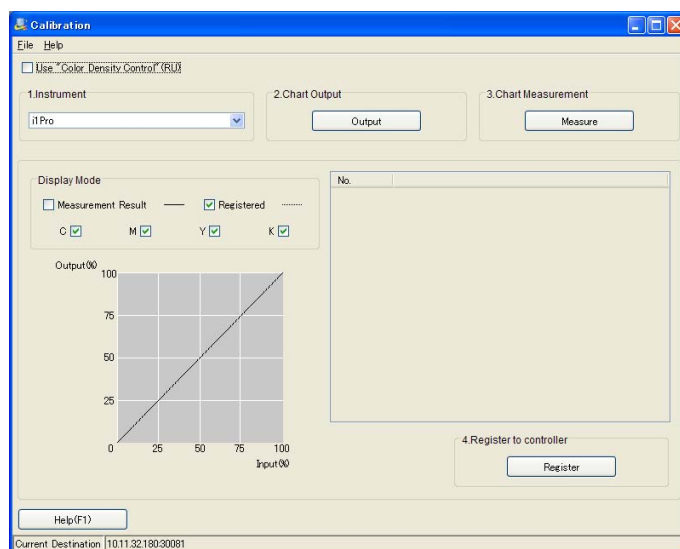 Calibration
File Help
Use "Color Density Control"(RU)
1.Instrument
i1Pro
2.Chart Output
Output
3.Chart Measurement
Measure
Display Mode
Measurement Result
Registered
C
M
Y
K
Output(%)
100
75
50
25
0
25
50
75
100
Input(%)
No.
4.Register to controller
Register
Help(F1)
Current Destination 10.11.32.180:30081